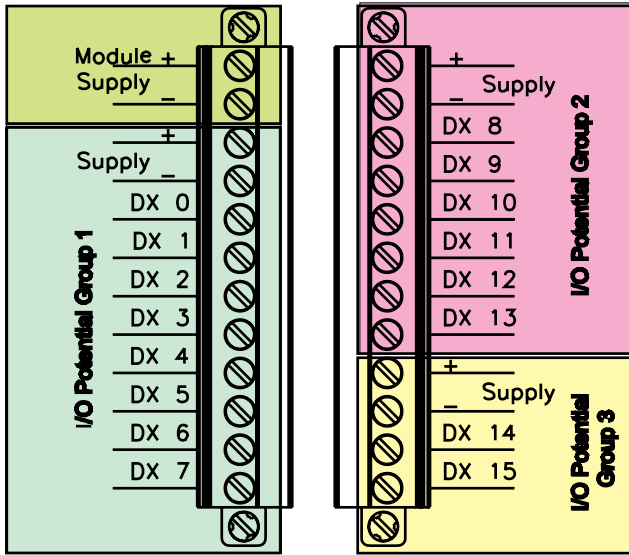 Module +
Supply
−
+
Supply
−
DX 0
DX 1
DX 2
DX 3
DX 4
DX 5
DX 6
DX 7
I/O Potential Group 1
+
Supply
−
DX 8
DX 9
DX 10
DX 11
DX 12
DX 13
I/O Potential Group 2
+
Supply
−
DX 14
DX 15
I/O Potential
Group 3